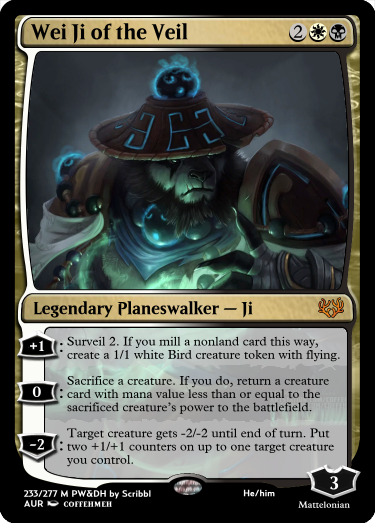 Wei Ji of the Veil 2
Legendary Planeswalker — Ji
+1: Surveil 2. If you mill a nonland card this way,
create a 1/1 white Bird creature token with flying.
0: Sacrifice a creature. If you do, return a creature
card with mana value less than or equal to the
sacrificed creature's power to the battlefield.
-2: Target creature gets -2/-2 until end of turn. Put
two +1/+1 counters on up to one target creature
you control.
3
233/277 M PW&DH by Scribbl He/him
AUR COFFEHMEH Mattelonian